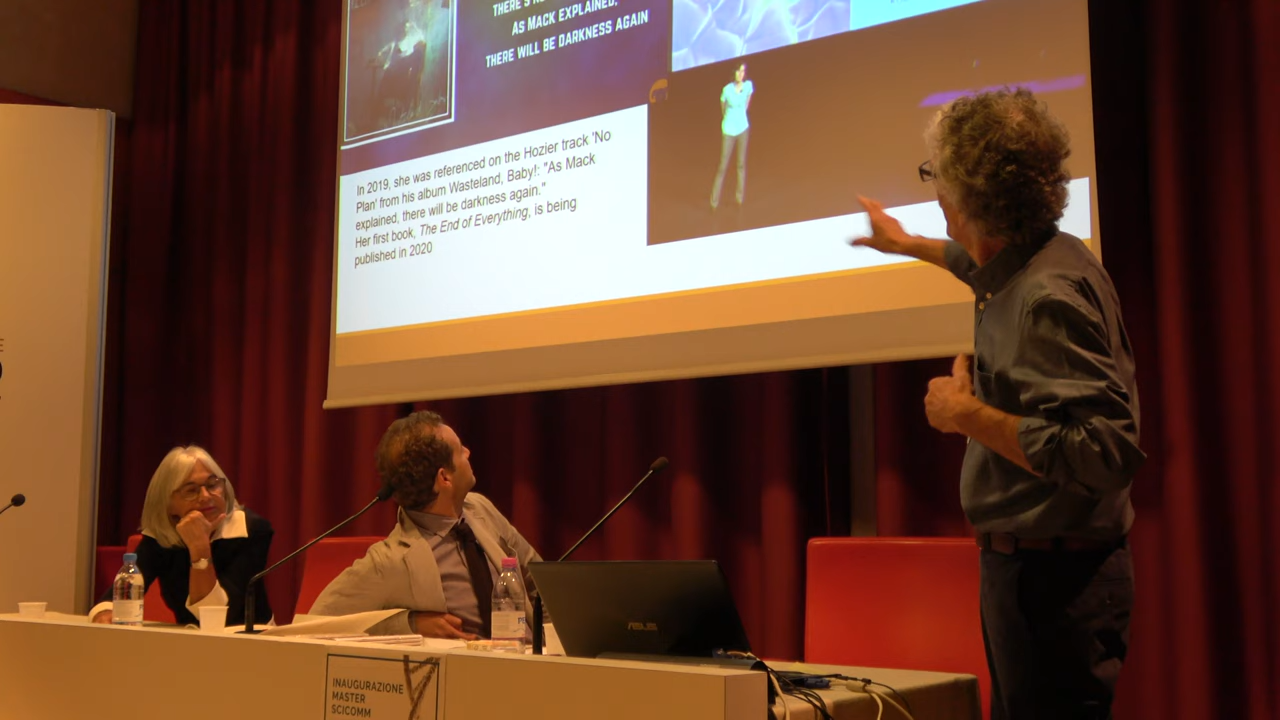 THERE'S
AS MACK EXPLAINED,
THERE WILL BE DARKNESS AGAIN
In 2019, she was referenced on the Hozier track 'No
Plan' from his album Wasteland, Baby!: "As Mack
explained, there will be darkness again."
Her first book, The End of Everything, is being
published in 2020
ASUS
INAUGURAZIONE
MASTER
SCICOMM